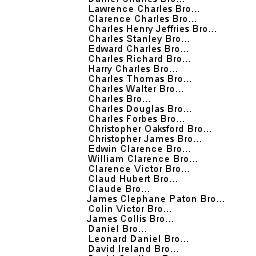 Lawrence Charles Bro...
Clarence Charles Bro...
Charles Henry Jeffries Bro...
Charles Stanley Bro...
Edward Charles Bro...
Charles Richard Bro...
Harry Charles Bro...
Charles Thomas Bro...
Charles Walter Bro...
Charles Bro...
Charles Douglas Bro...
Charles Forbes Bro...
Christopher Oaksford Bro...
Christopher James Bro...
Edwin Clarence Bro...
William Clarence Bro...
Clarence Victor Bro...
Claud Hubert Bro...
Claude Bro...
James Clephane Paton Bro...
Colin Victor Bro...
James Collis Bro...
Daniel Bro...
Leonard Daniel Bro...
David Ireland Bro...